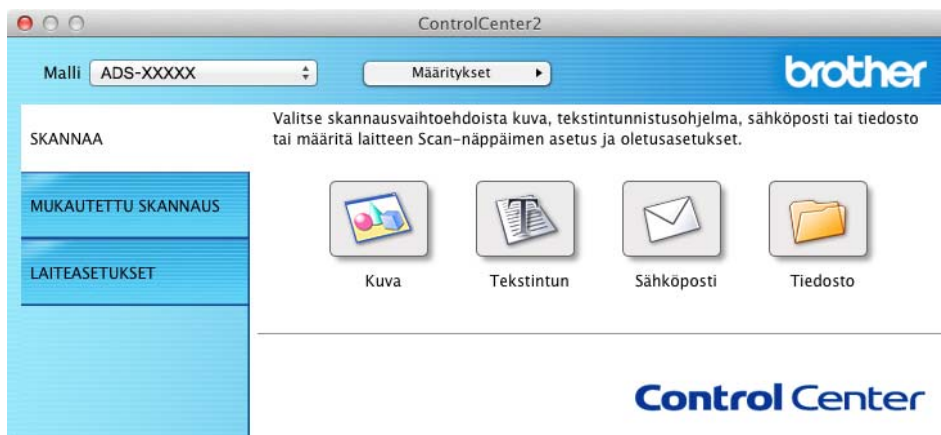 ControlCenter2
Malli ADS-XXXXX Määritykset brother
SKANNAA
MUKAUTETTU SKANNAUS
LAITEASETUKSET
Valitse skannausvaihtoehdoista kuva, tekstintunnistusohjelma, sähköposti tai tiedosto
tai määritä laitteen Scan-näppäimen asetus ja oletusasetukset.
Kuva Tekstintun Sähköposti Tiedosto
Control Center